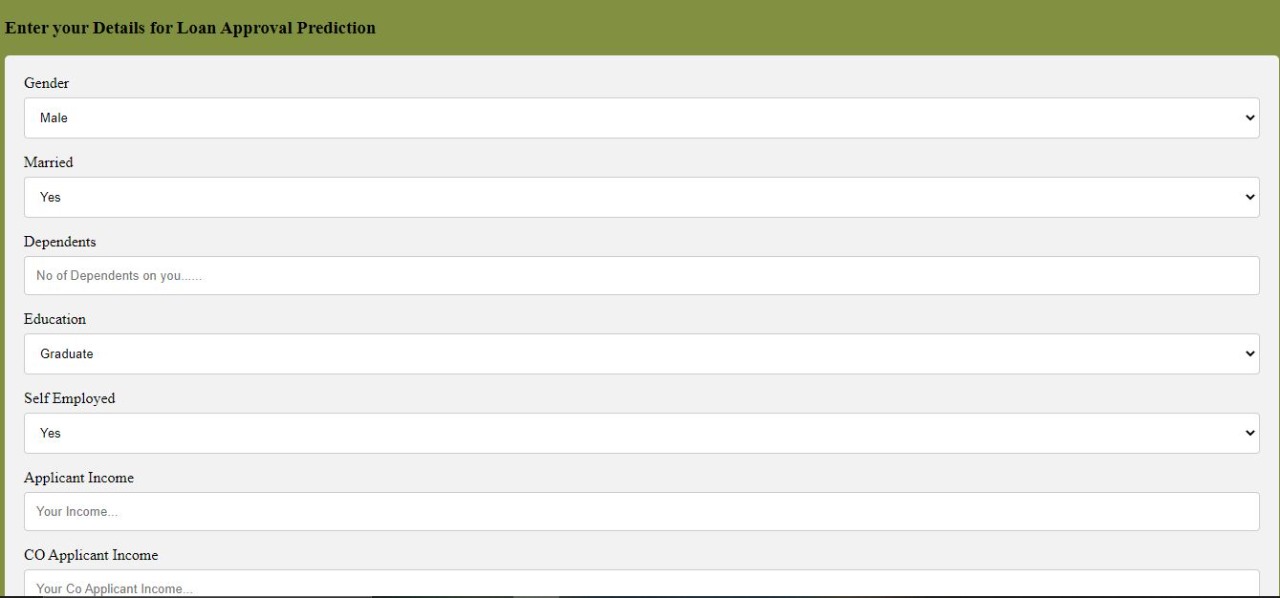 Enter your Details for Loan Approval Prediction
Gender
Male
Married
Yes
Dependents
No of Dependents on you......
Education
Graduate
Self Employed
Yes
Applicant Income
Your Income...
CO Applicant Income
Your Co Applicant Income...